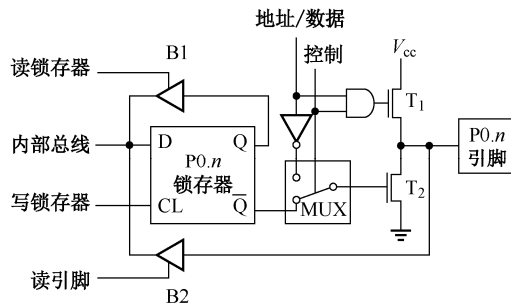 地址/数据
B1
控制
Vcc
读锁存器
T1
内部总线
D
Q
P0.n
锁存器
P0.n
引脚
T2
写锁存器
CL
Q̅
MUX
读引脚
B2